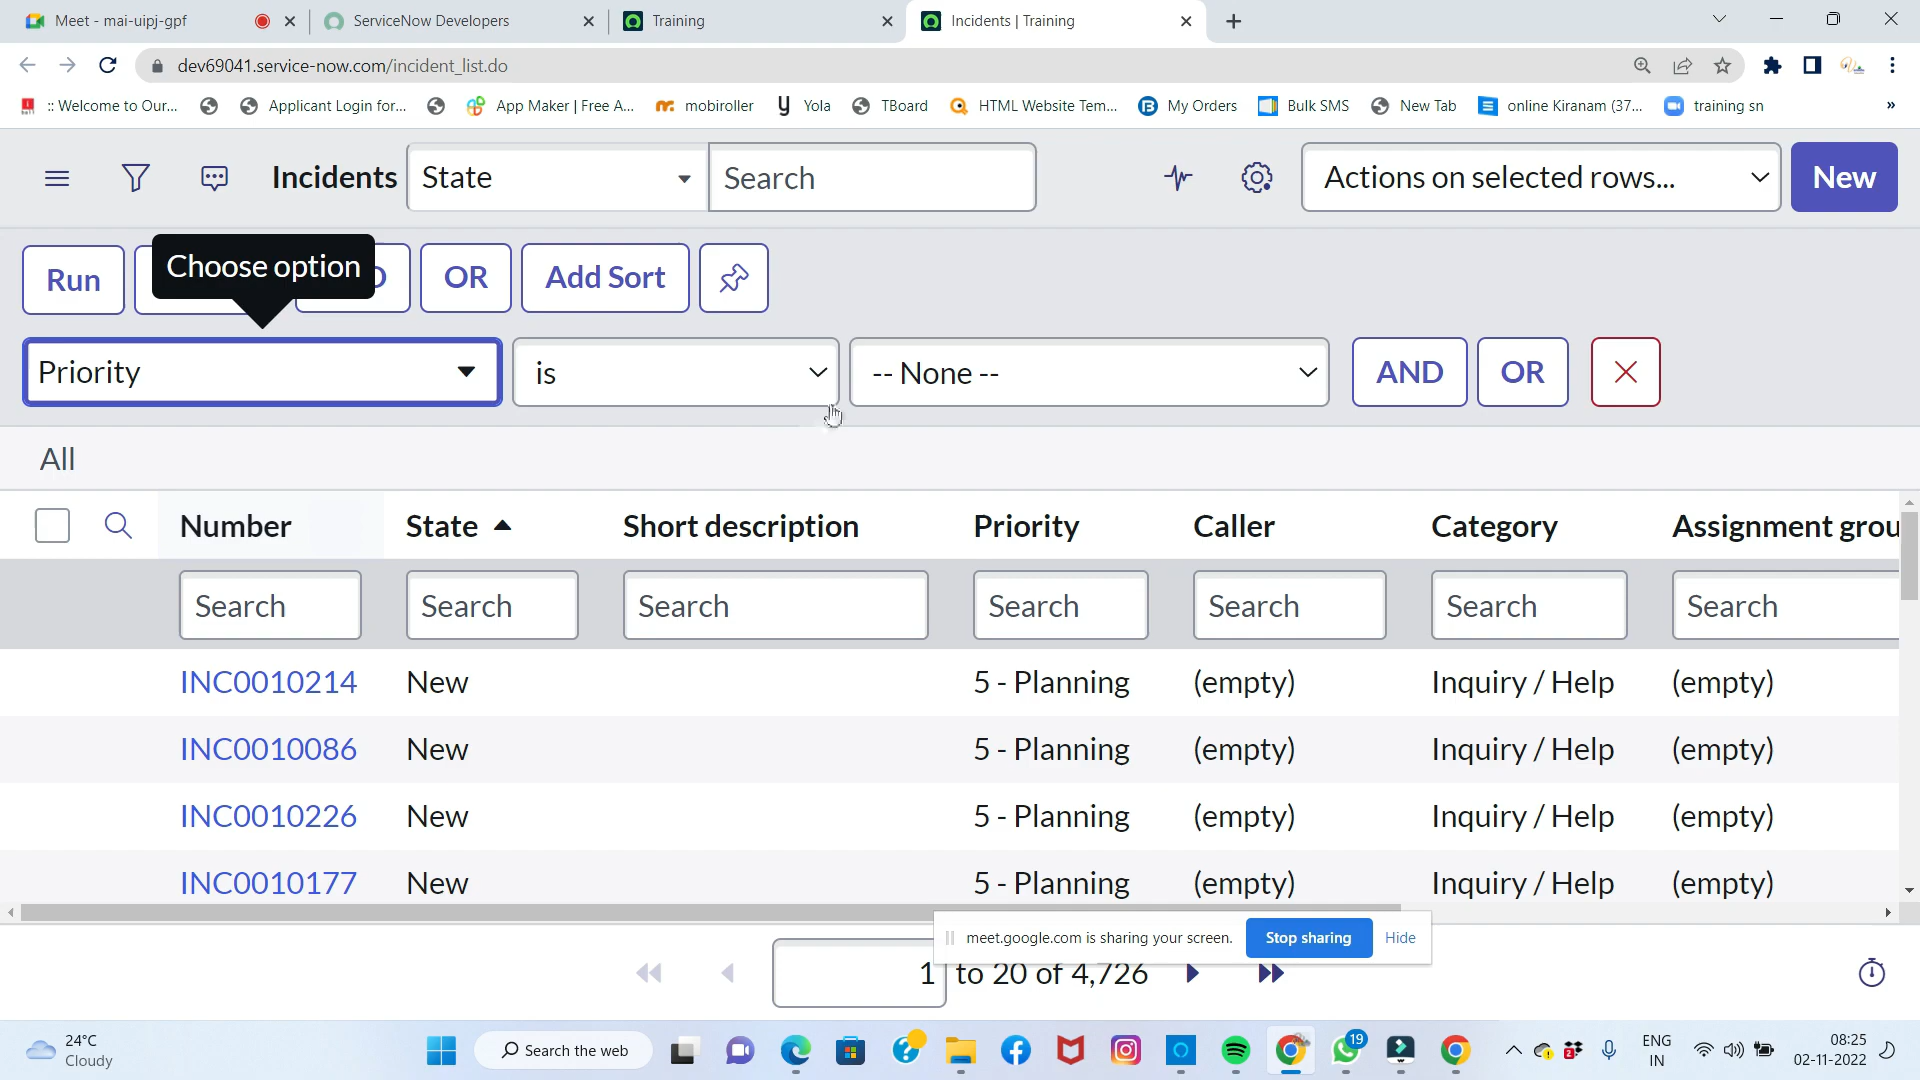 Meet - mai-uipj-gpf
ServiceNow Developers
Training
Incidents | Training
dev69041.service-now.com/incident_list.do
:: Welcome to Our...
Applicant Login for...
App Maker | Free A...
mobiroller
Yola
TBoard
HTML Website Tem...
My Orders
Bulk SMS
New Tab
online Kiranam (37...
training sn
»
Incidents
State
Search
Actions on selected rows...
New
Run
Choose option
OR
Add Sort
Priority
is
-- None --
AND
OR
All
Number
State
Short description
Priority
Caller
Category
Assignment grou
Search
Search
Search
Search
Search
Search
Search
INC0010214 New 5 - Planning (empty) Inquiry / Help (empty)
INC0010086 New 5 - Planning (empty) Inquiry / Help (empty)
INC0010226 New 5 - Planning (empty) Inquiry / Help (empty)
INC0010177 New 5 - Planning (empty) Inquiry / Help (empty)
meet.google.com is sharing your screen.
Stop sharing
Hide
1 to 20 of 4,726
24°C
Cloudy
Search the web
19
2
ENG
IN
08:25
02-11-2022